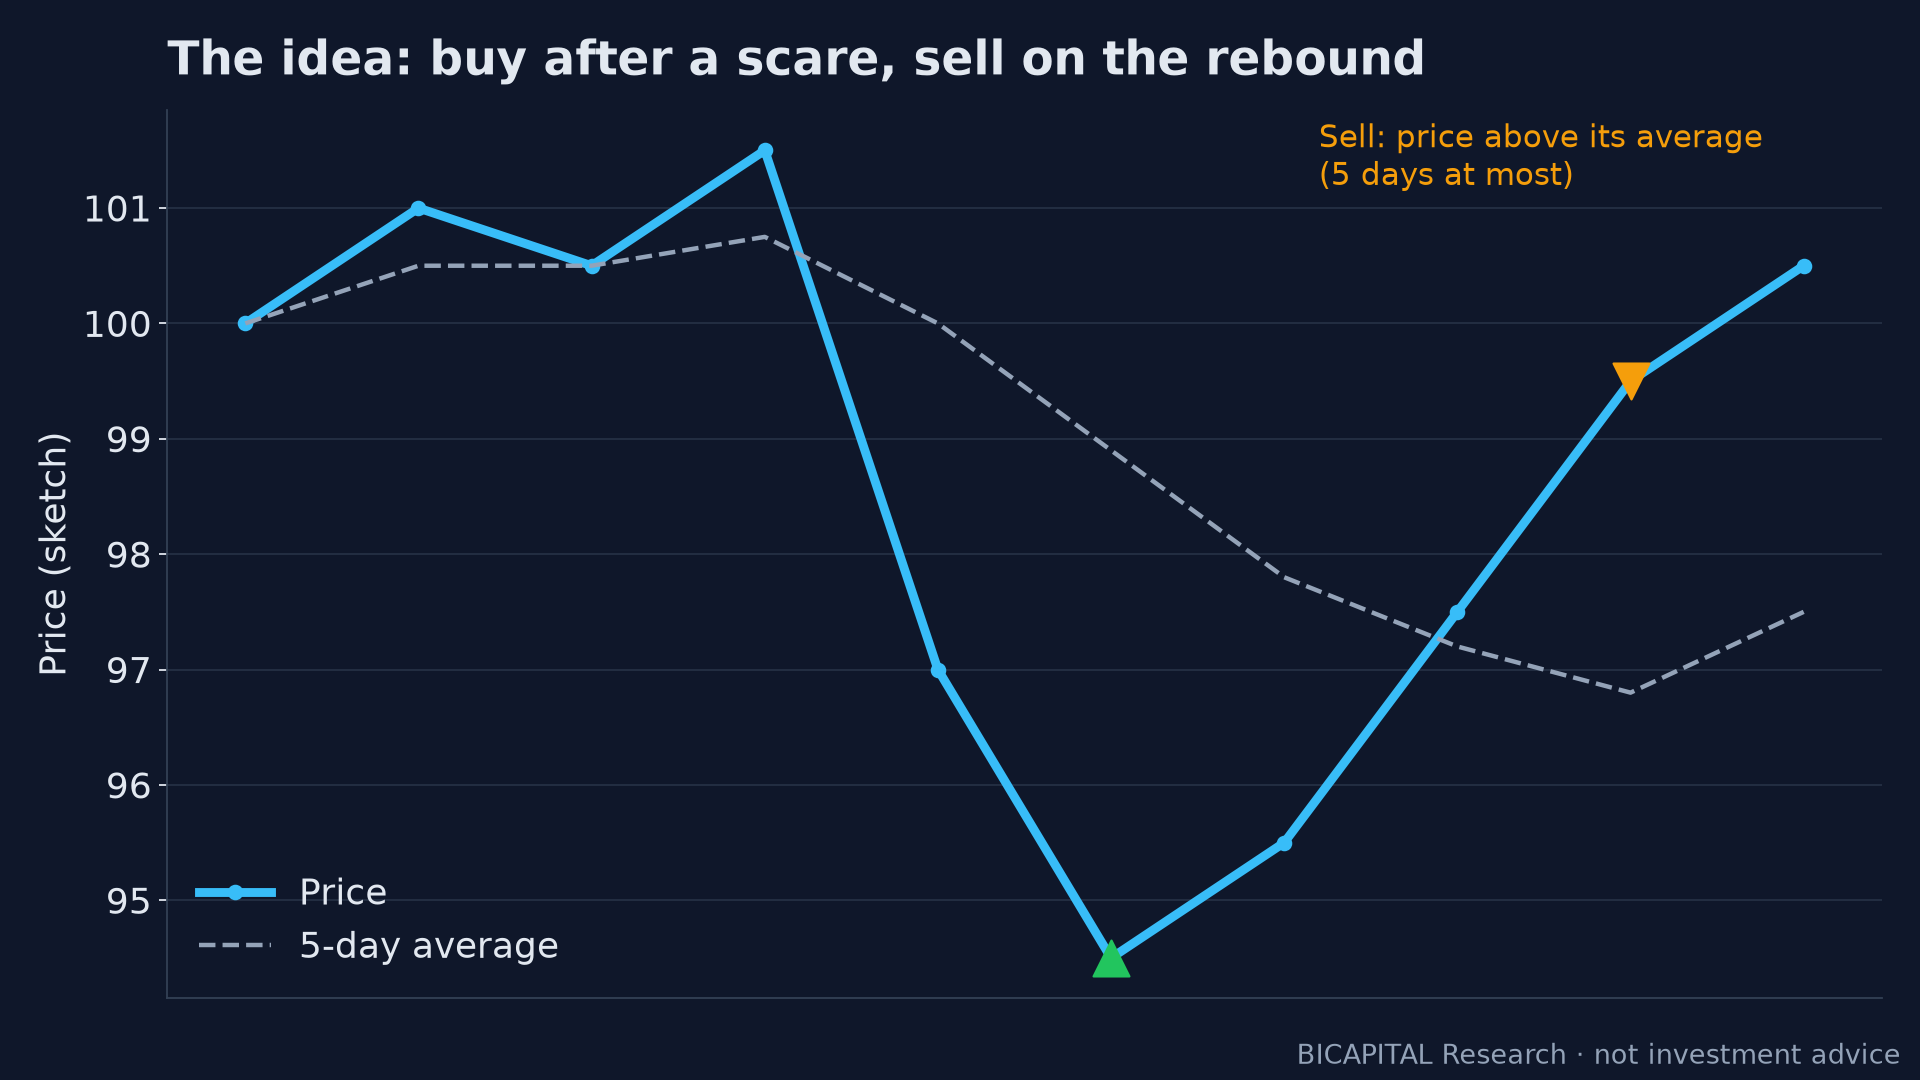 The idea: buy after a scare, sell on the rebound
Sell: price above its average
(5 days at most)
101
100
99
98
97
96
95
Price (sketch)
Price
5-day average
BICAPITAL Research · not investment advice